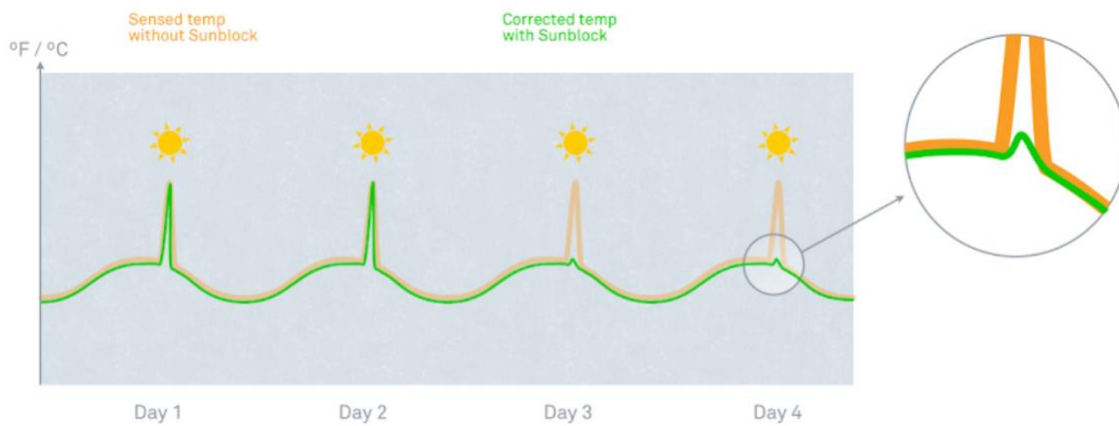 Sensed temp
without Sunblock
Corrected temp
with Sunblock
ºF / ºC
Day 1
Day 2
Day 3
Day 4